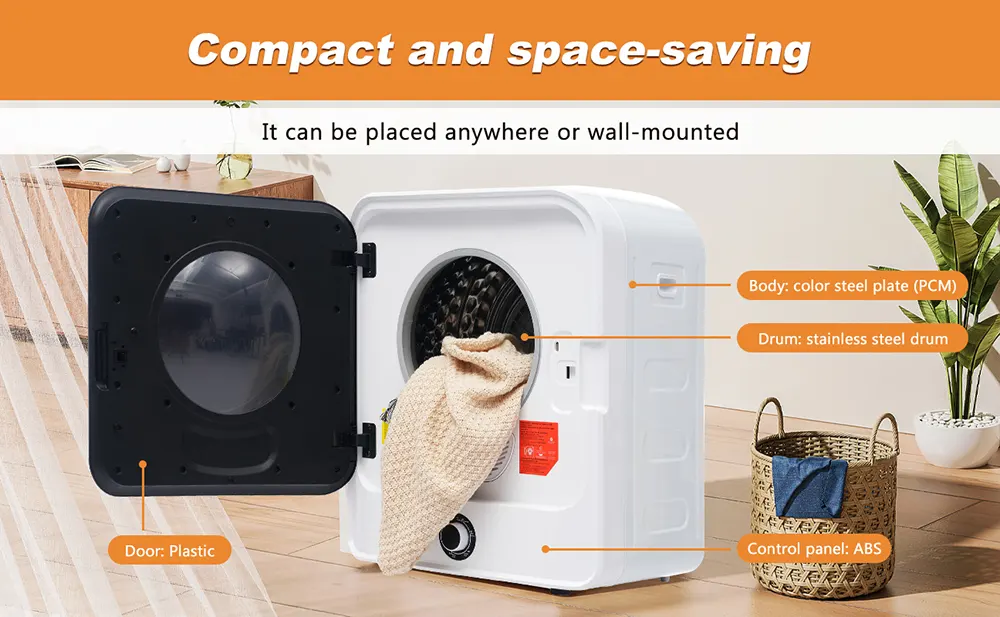 Compact and space-saving
It can be placed anywhere or wall-mounted
Body: color steel plate (PCM)
Drum: stainless steel drum
Door: Plastic
Control panel: ABS